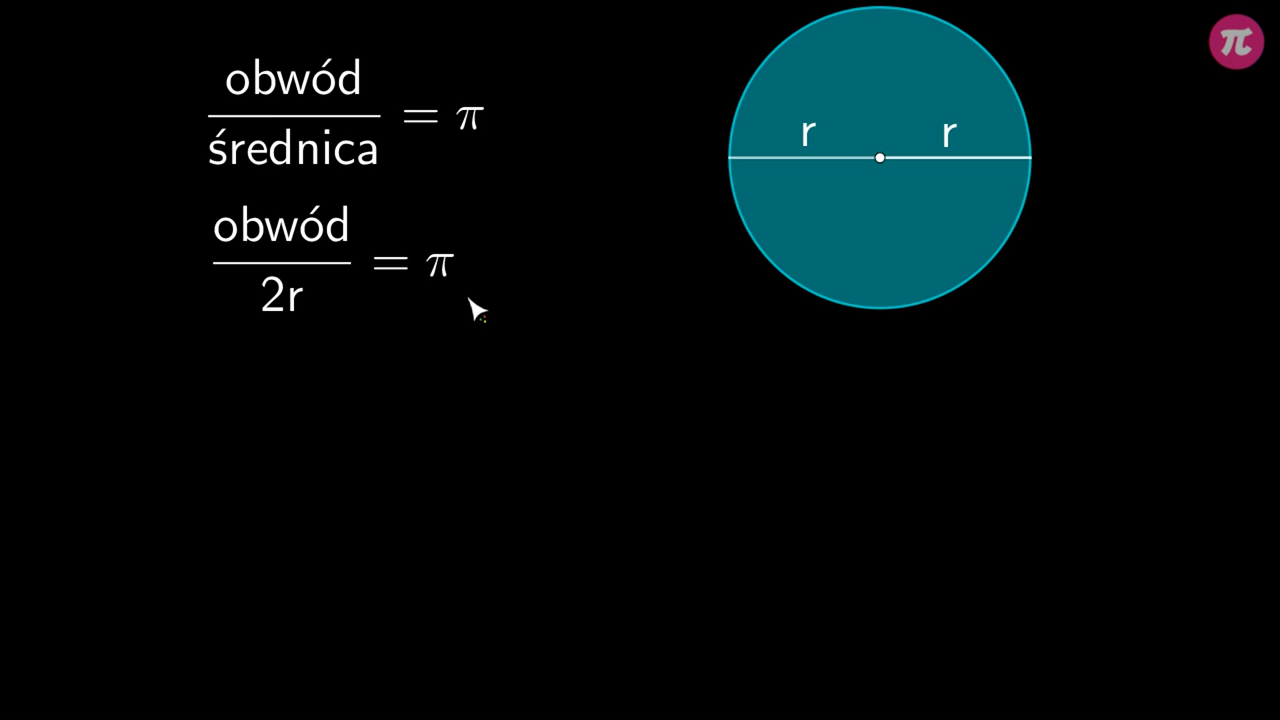 obwód
średnica = π
obwód
2r = π
r r
π